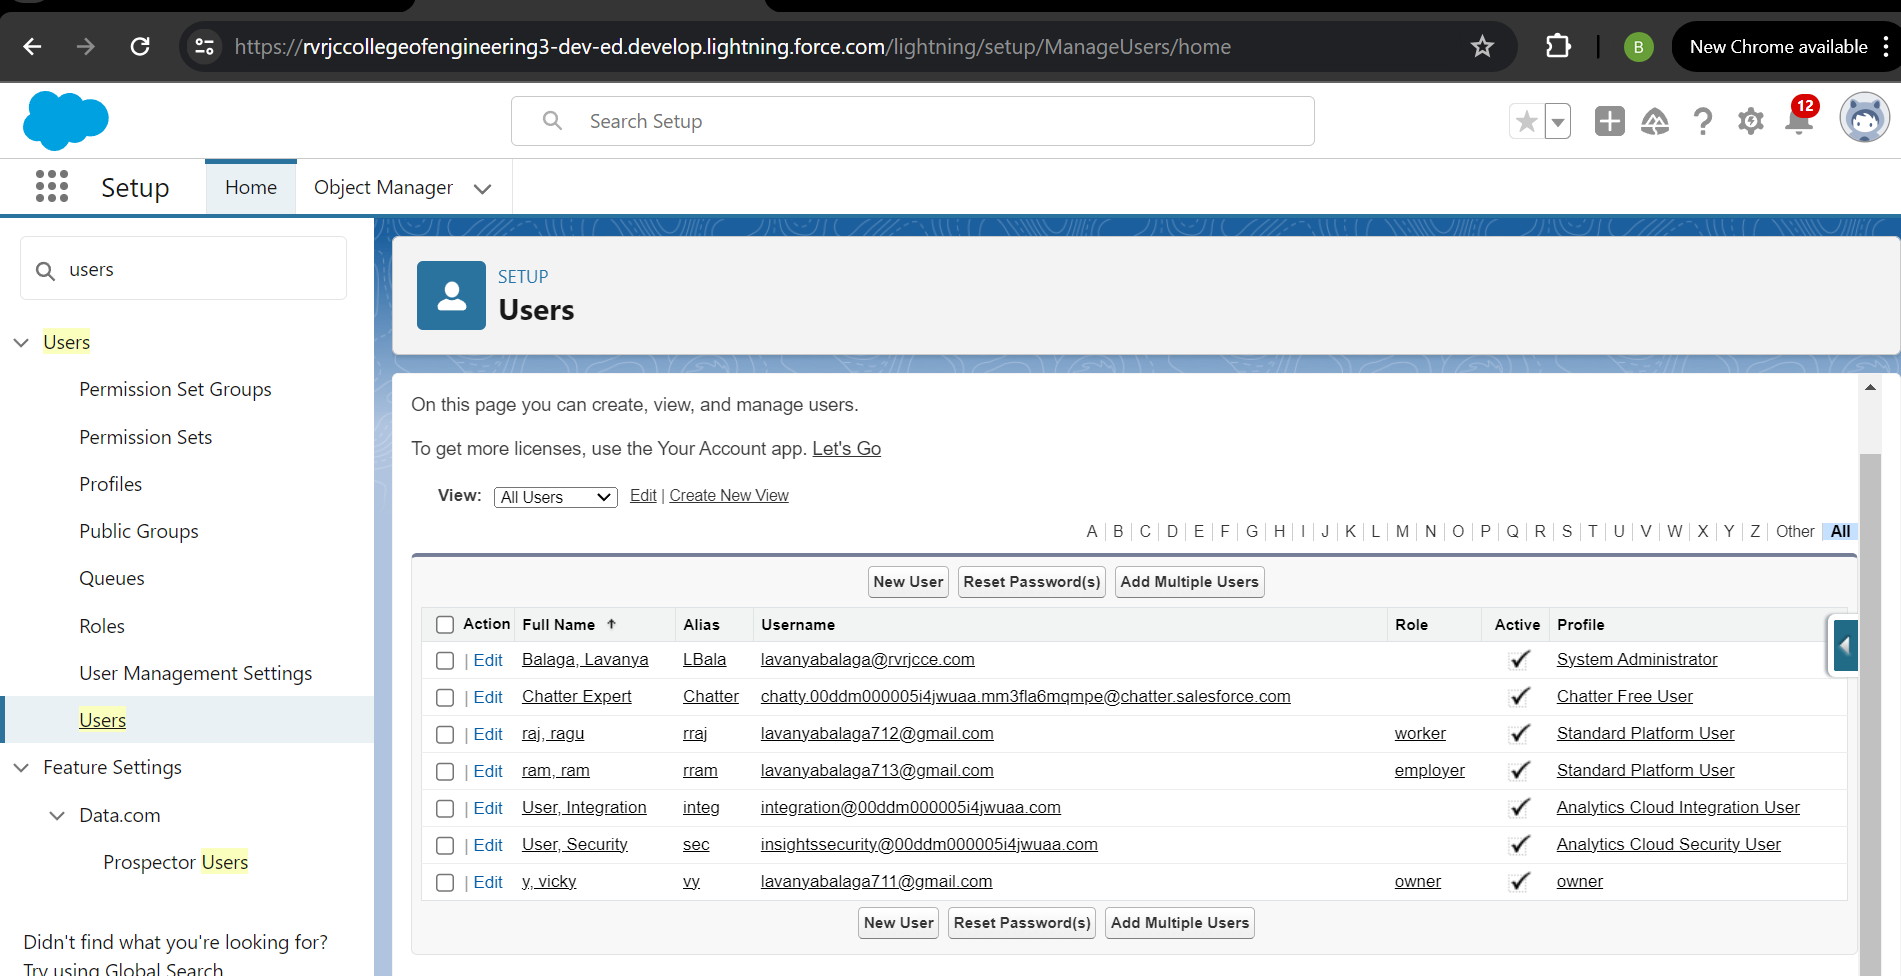 https://rvrjccollegeofengineering3-dev-ed.develop.lightning.force.com/lightning/setup/ManageUsers/home
B
New Chrome available
Search Setup
12
Setup
Home
Object Manager
users
Users
Permission Set Groups
Permission Sets
Profiles
Public Groups
Queues
Roles
User Management Settings
Users
Feature Settings
Data.com
Prospector Users
Didn't find what you're looking for?
Try using Global Search
SETUP
Users
On this page you can create, view, and manage users.
To get more licenses, use the Your Account app. Let's Go
View: All Users Edit | Create New View
A | B | C | D | E | F | G | H | I | J | K | L | M | N | O | P | Q | R | S | T | U | V | W | X | Y | Z | Other | All
New User Reset Password(s) Add Multiple Users
Action Full Name ↑ Alias Username Role Active Profile
| Edit Balaga, Lavanya LBala lavanyabalaga@rvrjcce.com System Administrator
| Edit Chatter Expert Chatter chatty.00ddm000005i4jwuaa.mm3fla6mqmpe@chatter.salesforce.com Chatter Free User
| Edit raj, ragu rraj lavanyabalaga712@gmail.com worker Standard Platform User
| Edit ram, ram rram lavanyabalaga713@gmail.com employer Standard Platform User
| Edit User, Integration integ integration@00ddm000005i4jwuaa.com Analytics Cloud Integration User
| Edit User, Security sec insightssecurity@00ddm000005i4jwuaa.com Analytics Cloud Security User
| Edit y, vicky vy lavanyabalaga711@gmail.com owner owner
New User Reset Password(s) Add Multiple Users